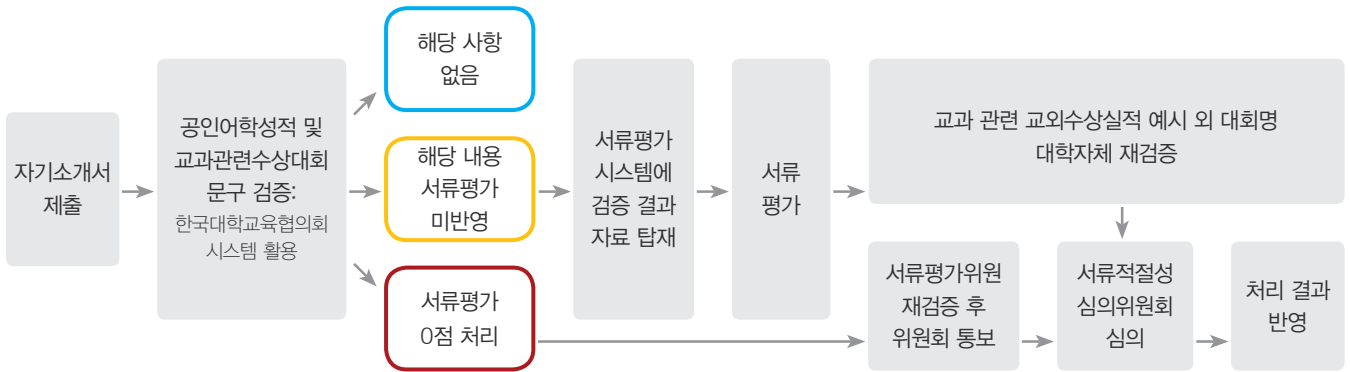 자기소개서
제출
공인어학성적 및
교과관련수상대회
문구 검증:
한국대학교육협의회
시스템 활용
해당 사항
없음
해당 내용
서류평가
미반영
서류평가
0점 처리
서류평가
시스템에
검증 결과
자료 탑재
서류
평가
교과 관련 교외수상실적 예시 외 대회명
대학자체 재검증
서류평가위원
재검증 후
위원회 통보
서류적절성
심의위원회
심의
처리 결과
반영